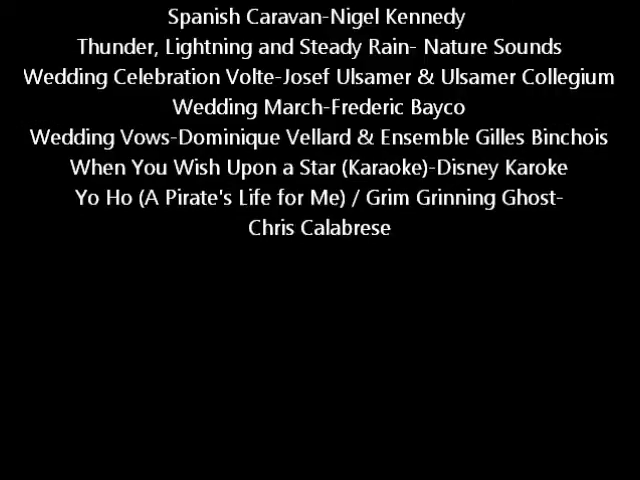 Spanish Caravan-Nigel Kennedy
Thunder, Lightning and Steady Rain- Nature Sounds
Wedding Celebration Volte-Josef Ulsamer & Ulsamer Collegium
Wedding March-Frederic Bayco
Wedding Vows-Dominique Vellard & Ensemble Gilles Binchois
When You Wish Upon a Star (Karaoke)-Disney Karoke
Yo Ho (A Pirate's Life for Me) / Grim Grinning Ghost-
Chris Calabrese